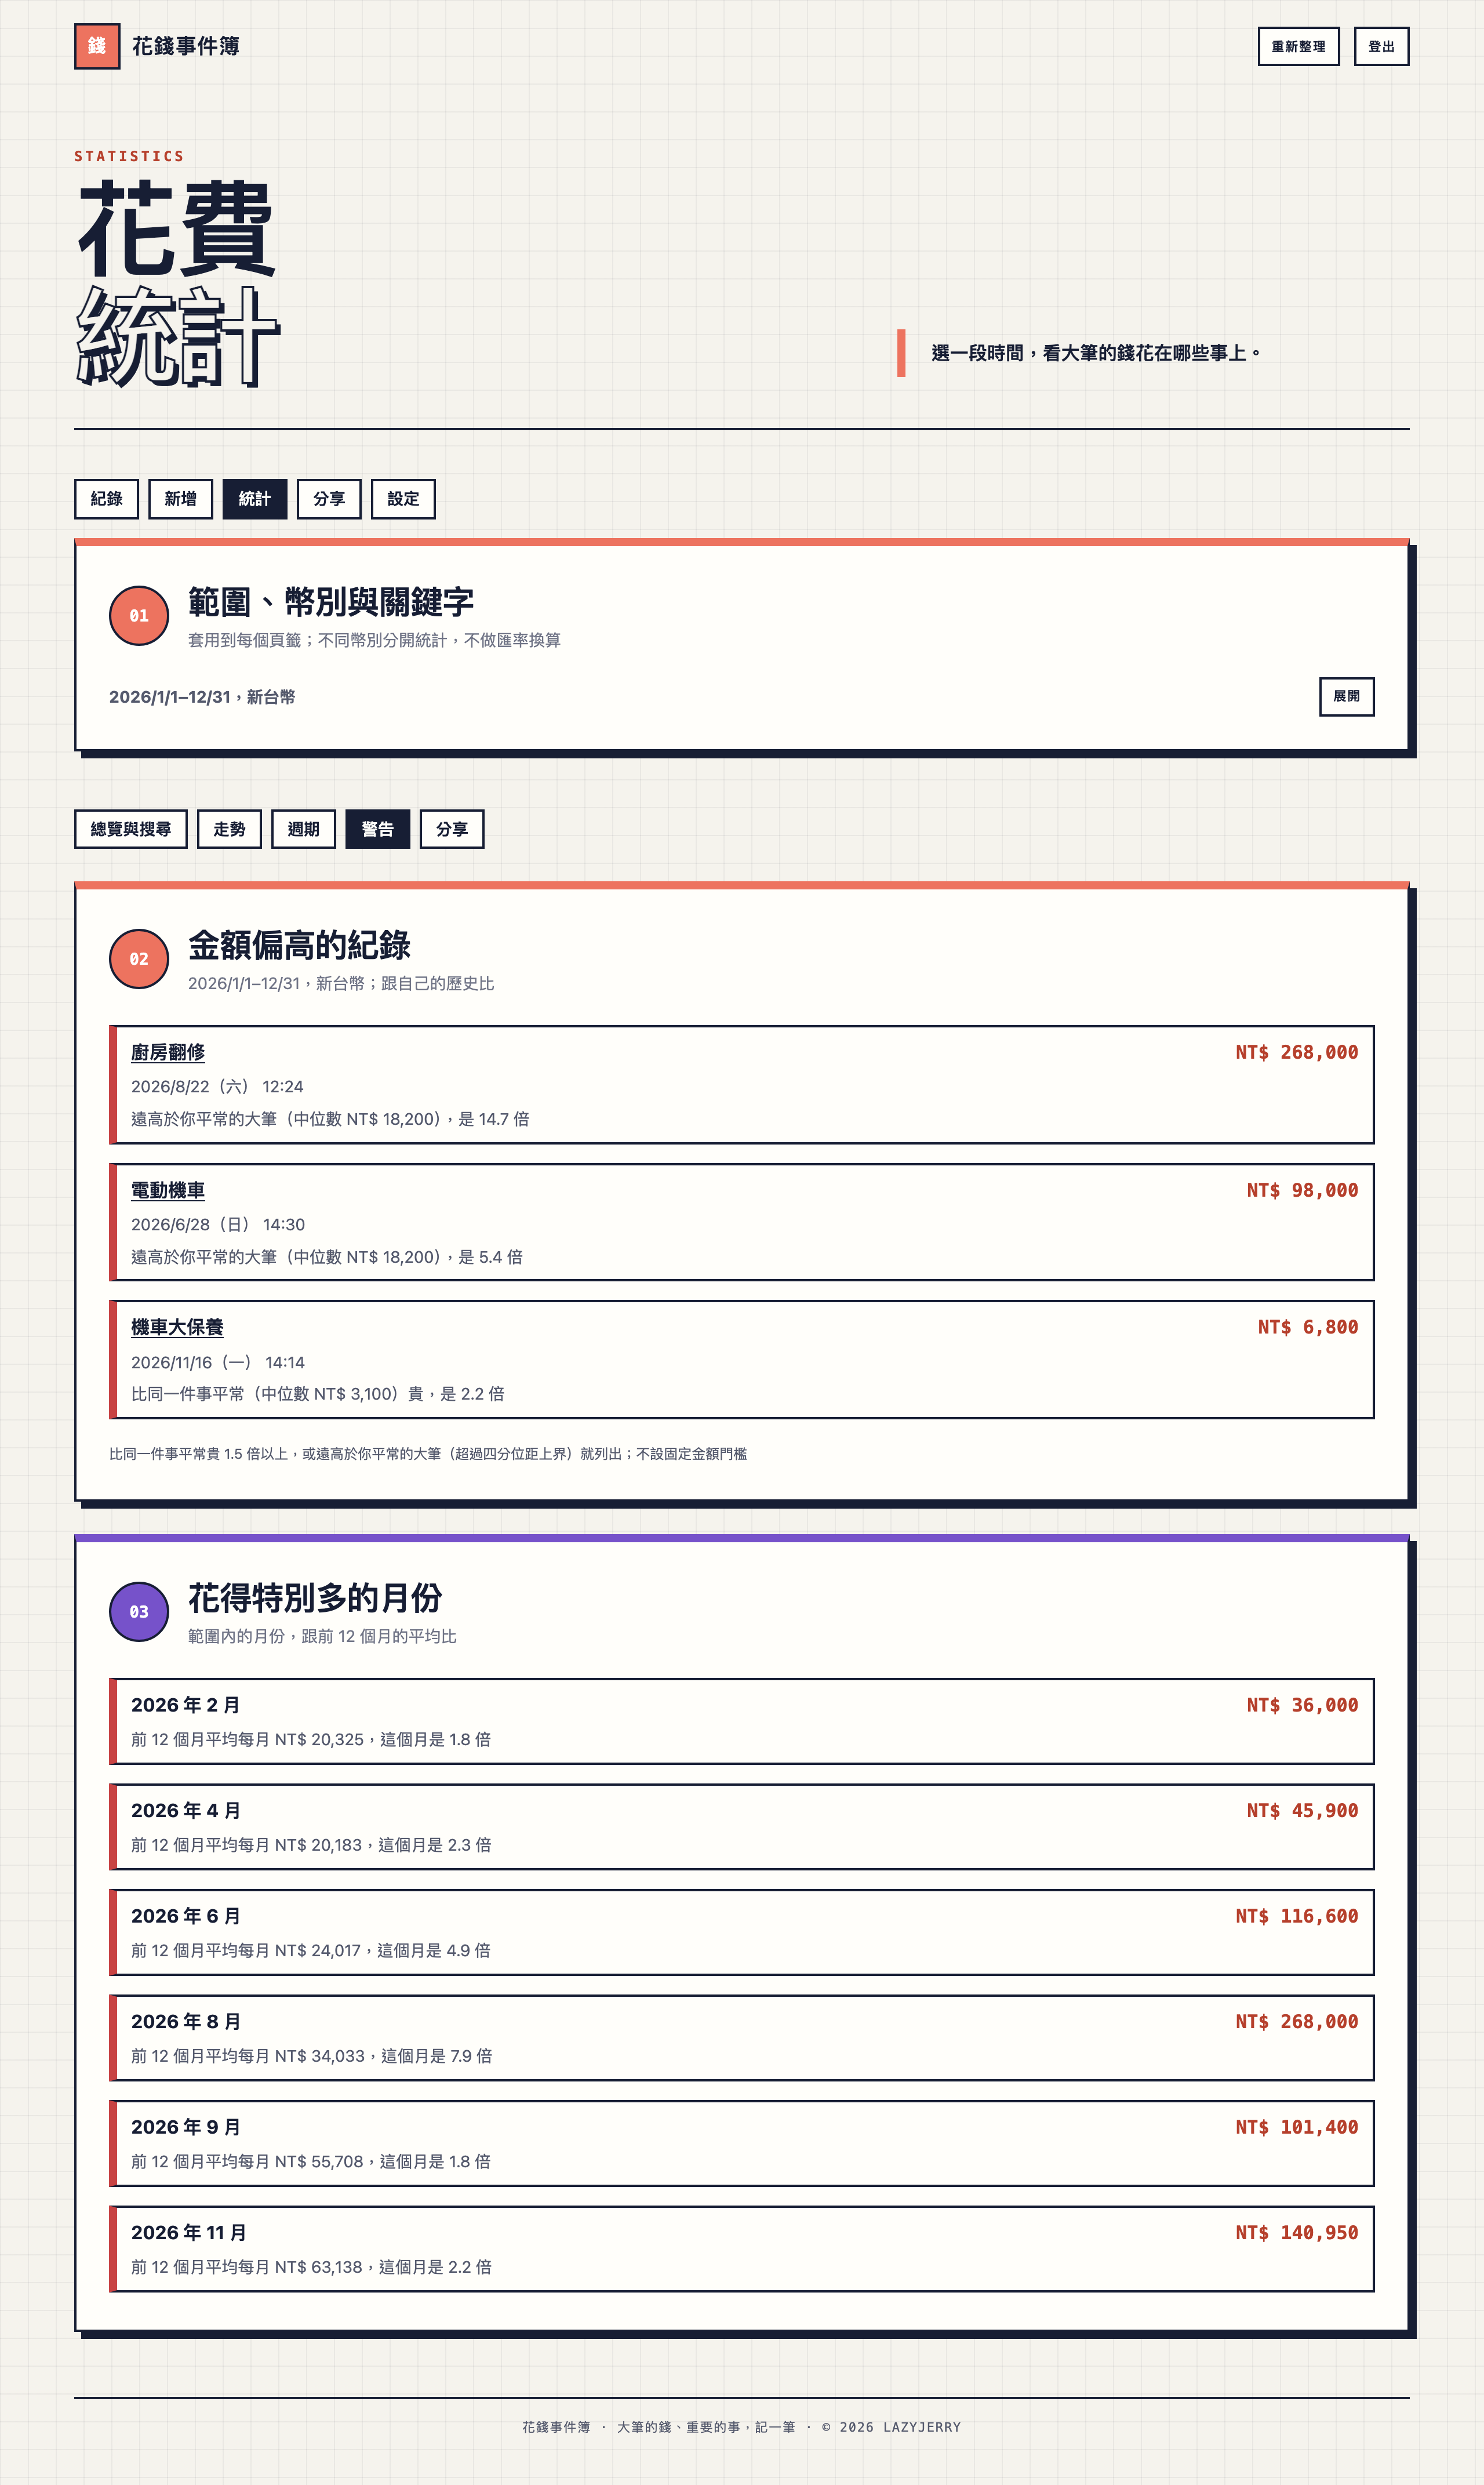 錢 花錢事件簿 重新整理 登出
STATISTICS
花費
統計
選一段時間，看大筆的錢花在哪些事上。
紀錄 新增 統計 分享 設定
01 範圍、幣別與關鍵字
套用到每個頁籤；不同幣別分開統計，不做匯率換算
2026/1/1–12/31，新台幣 展開
總覽與搜尋 走勢 週期 警告 分享
02 金額偏高的紀錄
2026/1/1–12/31，新台幣；跟自己的歷史比
廚房翻修 NT$ 268,000
2026/8/22（六） 12:24
遠高於你平常的大筆（中位數 NT$ 18,200），是 14.7 倍
電動機車 NT$ 98,000
2026/6/28（日） 14:30
遠高於你平常的大筆（中位數 NT$ 18,200），是 5.4 倍
機車大保養 NT$ 6,800
2026/11/16（一） 14:14
比同一件事平常（中位數 NT$ 3,100）貴，是 2.2 倍
比同一件事平常貴 1.5 倍以上，或遠高於你平常的大筆（超過四分位距上界）就列出；不設固定金額門檻
03 花得特別多的月份
範圍內的月份，跟前 12 個月的平均比
2026 年 2 月 NT$ 36,000
前 12 個月平均每月 NT$ 20,325，這個月是 1.8 倍
2026 年 4 月 NT$ 45,900
前 12 個月平均每月 NT$ 20,183，這個月是 2.3 倍
2026 年 6 月 NT$ 116,600
前 12 個月平均每月 NT$ 24,017，這個月是 4.9 倍
2026 年 8 月 NT$ 268,000
前 12 個月平均每月 NT$ 34,033，這個月是 7.9 倍
2026 年 9 月 NT$ 101,400
前 12 個月平均每月 NT$ 55,708，這個月是 1.8 倍
2026 年 11 月 NT$ 140,950
前 12 個月平均每月 NT$ 63,138，這個月是 2.2 倍
花錢事件簿 · 大筆的錢、重要的事，記一筆 · © 2026 LAZYJERRY